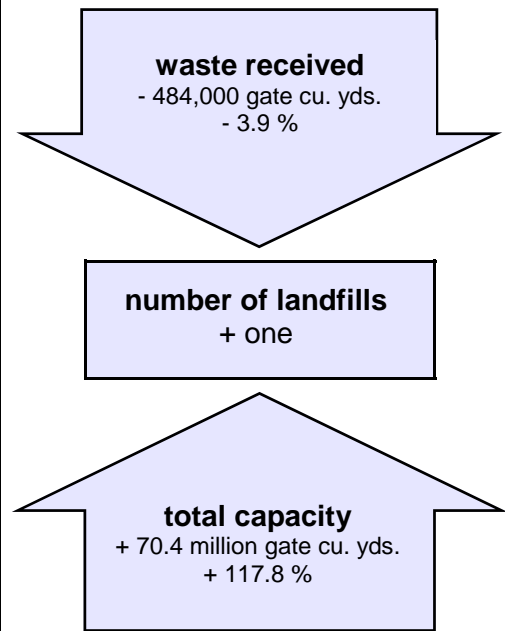 waste received
- 484,000 gate cu. yds.
- 3.9 %
number of landfills
+ one
total capacity
+ 70.4 million gate cu. yds.
+ 117.8 %